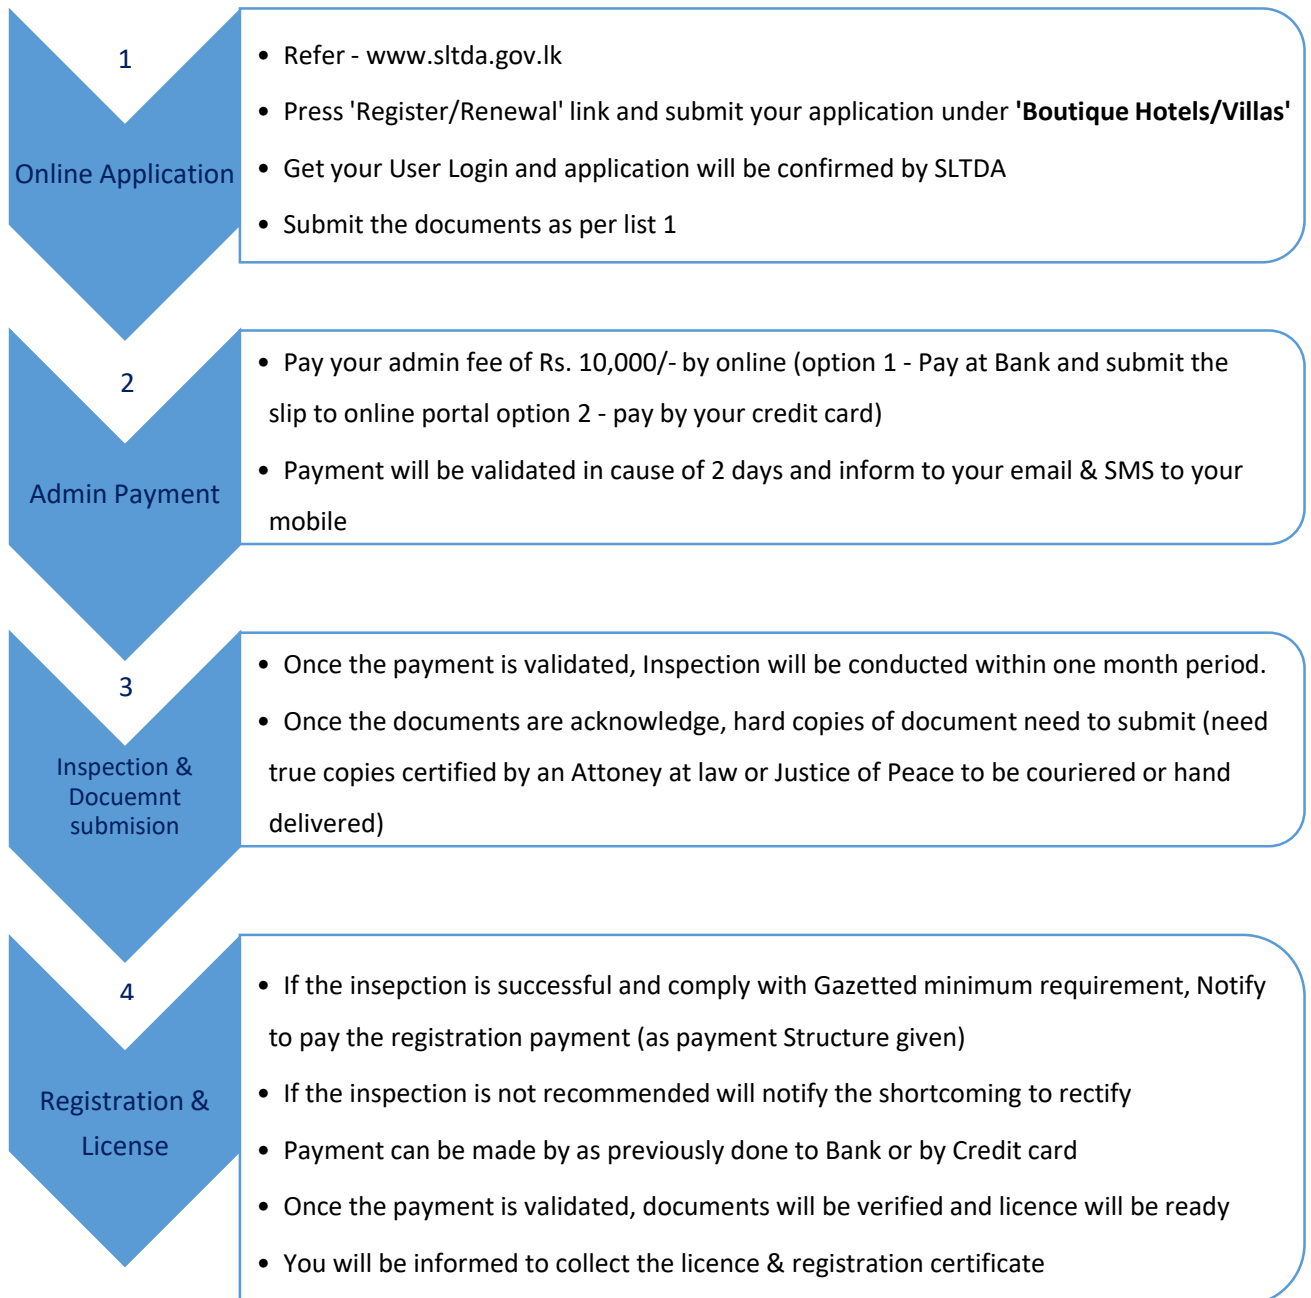 1
Online Application
• Refer - www.sltda.gov.lk
• Press 'Register/Renewal' link and submit your application under 'Boutique Hotels/Villas'
• Get your User Login and application will be confirmed by SLTDA
• Submit the documents as per list 1
2
Admin Payment
• Pay your admin fee of Rs. 10,000/- by online (option 1 - Pay at Bank and submit the
slip to online portal option 2 - pay by your credit card)
• Payment will be validated in cause of 2 days and inform to your email & SMS to your
mobile
3
Inspection &
Docuemnt
submision
• Once the payment is validated, Inspection will be conducted within one month period.
• Once the documents are acknowledge, hard copies of document need to submit (need
true copies certified by an Attoney at law or Justice of Peace to be couriered or hand
delivered)
4
Registration &
License
• If the insepction is successful and comply with Gazetted minimum requirement, Notify
to pay the registration payment (as payment Structure given)
• If the inspection is not recommended will notify the shortcoming to rectify
• Payment can be made by as previously done to Bank or by Credit card
• Once the payment is validated, documents will be verified and licence will be ready
• You will be informed to collect the licence & registration certificate